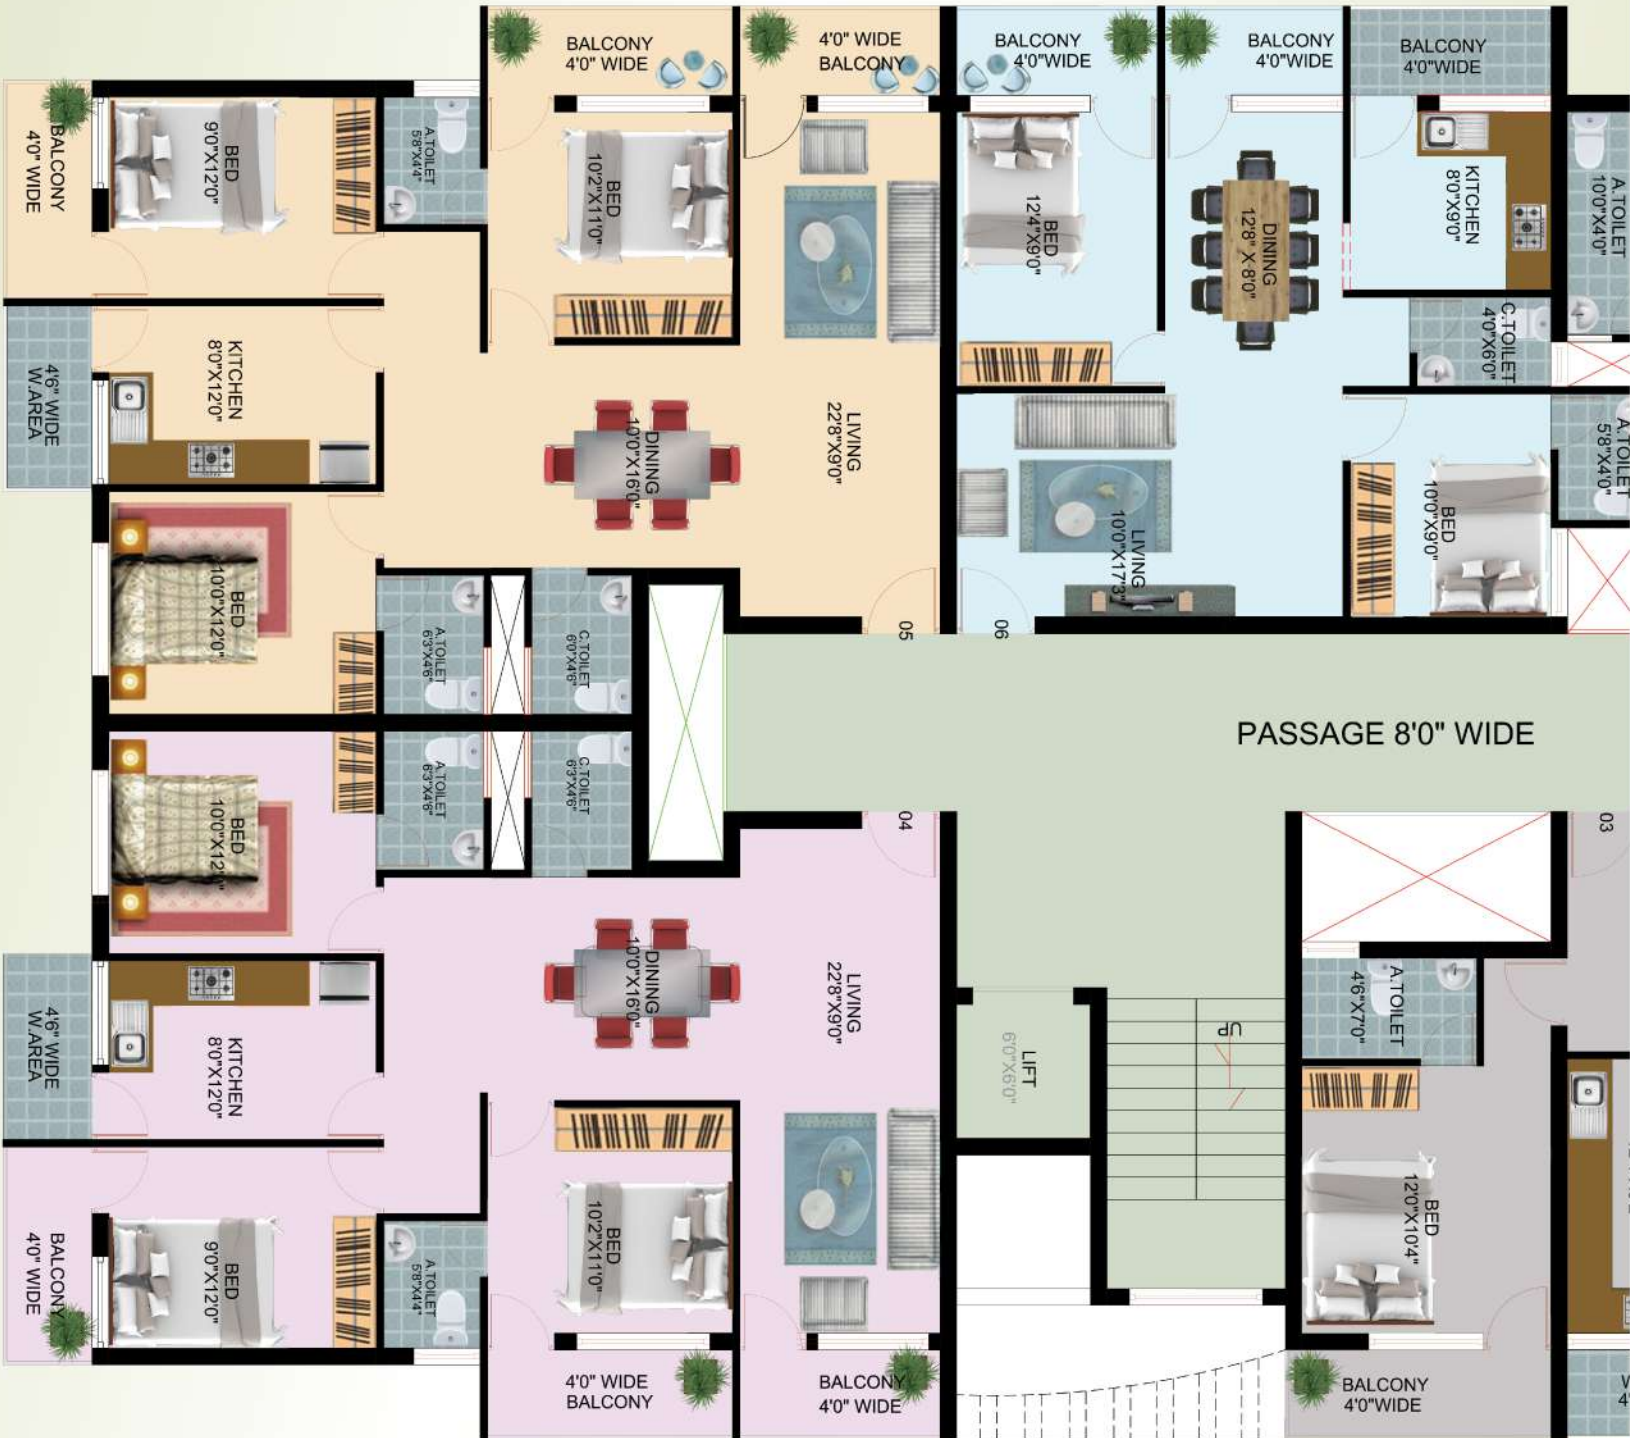 BALCONY
4'0" WIDE
4'0" WIDE
BALCONY
BALCONY
4'0"WIDE
BALCONY
4'0"WIDE
BALCONY
4'0"WIDE
BALCONY
4'0" WIDE
BED
9'0"X12'0"
A.TOILET
5'8"X4'4"
BED
10'2"X11'0"
BED
12'4"X9'0"
DINING
12'8" X 8'0"
KITCHEN
8'0"X9'0"
A.TOILET
10'0"X4'0"
C.TOILET
4'0"X6'0"
4'6" WIDE
W.AREA
KITCHEN
8'0"X12'0"
DINING
10'0"X16'0"
LIVING
22'8"X9'0"
A.TOILET
5'8"X4'0"
BED
10'0"X9'0"
LIVING
10'0"X17'3"
BED
10'0"X12'0"
A.TOILET
6'3"X4'6"
C.TOILET
6'0"X4'6"
05
06
PASSAGE 8'0" WIDE
BED
10'0"X12'
A.TOILET
6'3"X4'6"
C.TOILET
6'3"X4'6"
04
03
4'6" WIDE
W.AREA
KITCHEN
8'0"X12'0"
DINING
10'0"X16'0"
LIVING
22'8"X9'0"
LIFT
6'0"X6'0"
UP
A.TOILET
4'6"X7'0"
BED
12'0"X10'4"
BALCONY
4'0" WIDE
BED
9'0"X12'0"
A.TOILET
5'8"X4'4"
BED
10'2"X11'0"
4'0" WIDE
BALCONY
BALCONY
4'0" WIDE
BALCONY
4'0"WIDE